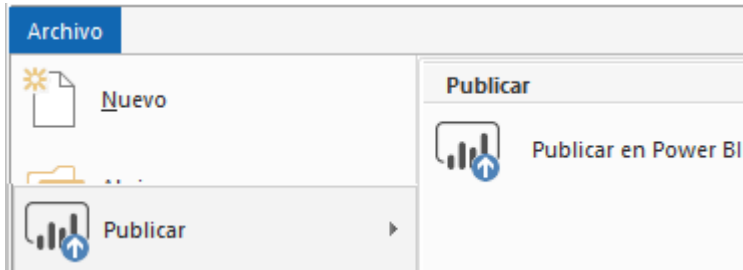 Archivo
Nuevo
Publicar
Publicar
Publicar en Power BI